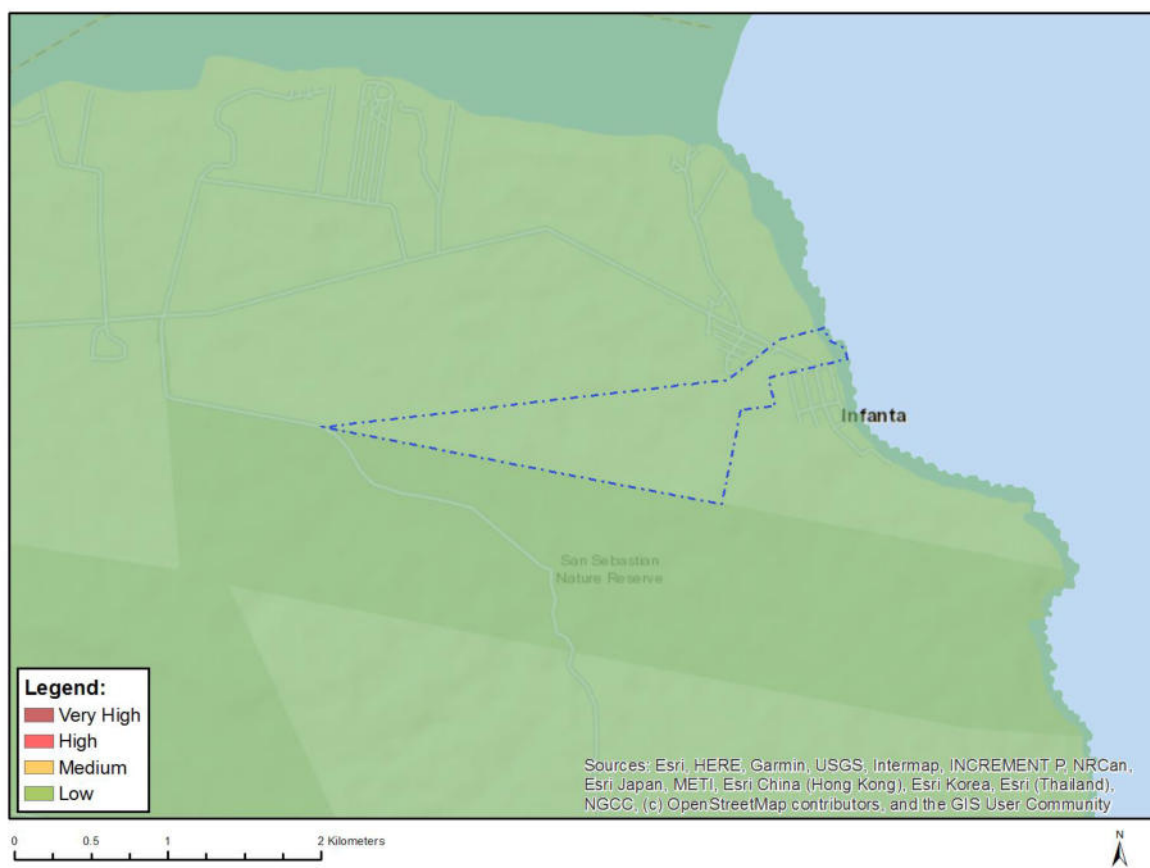 Infanta
San Sebastian
Nature Reserve
Legend:
Very High
High
Medium
Low
Sources: Esri, HERE, Garmin, USGS, Intermap, INCREMENT P, NRCan,
Esri Japan, METI, Esri China (Hong Kong), Esri Korea, Esri (Thailand),
NGCC, (c) OpenStreetMap contributors, and the GIS User Community
0 0.5 1 2 Kilometers
N